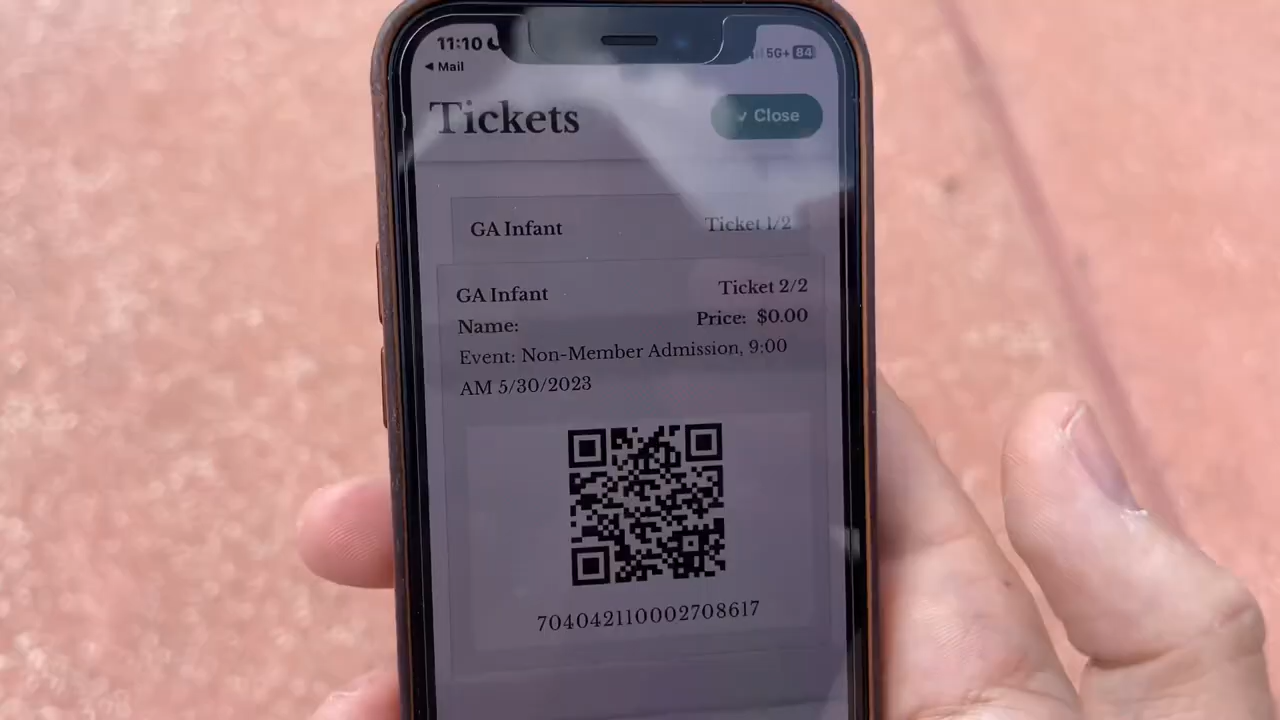 11:10
5G+ 84
◀ Mail
Tickets
✓ Close
GA Infant Ticket 1/2
GA Infant Ticket 2/2
Name: Price: $0.00
Event: Non-Member Admission, 9:00
AM 5/30/2023
704042110002708617